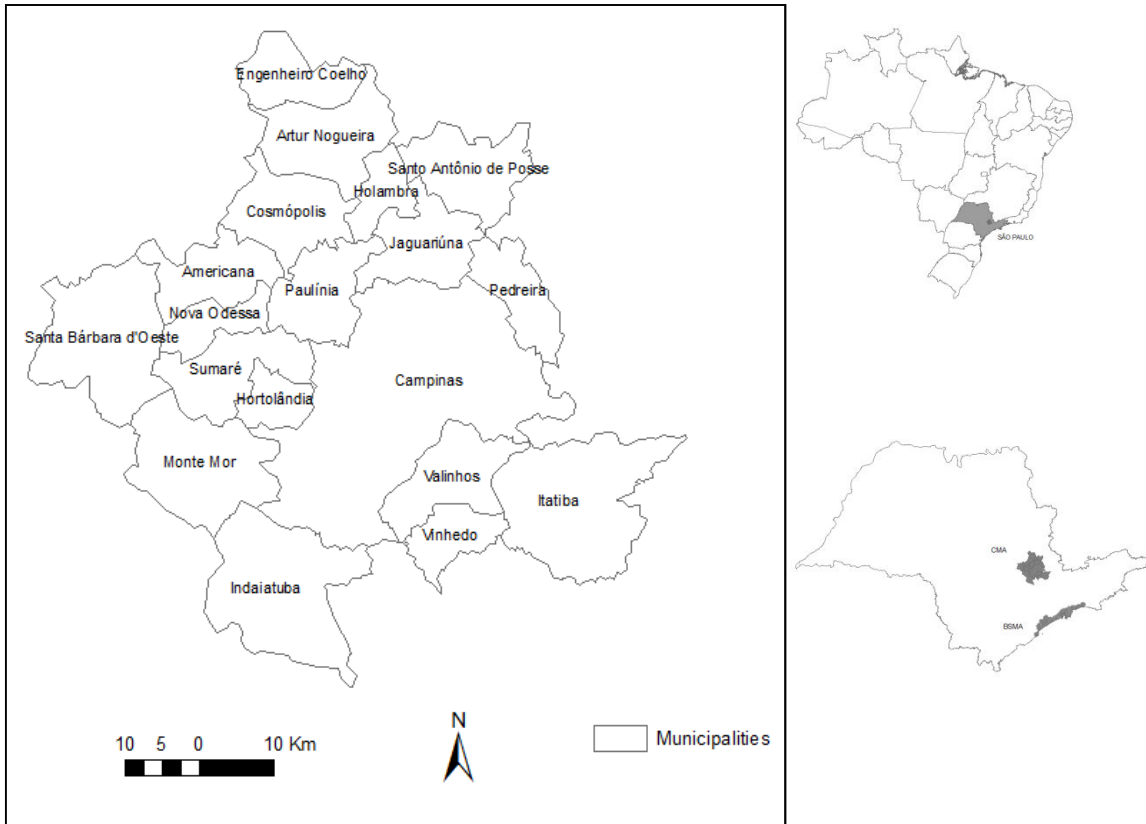 Engenheiro Coelho
Artur Nogueira
Santo Antônio de Posse
Holambra
Cosmópolis
Jaguariúna
Americana
Paulínia
Pedreira
Nova Odessa
Santa Bárbara d'Oeste
Sumaré
Campinas
Hortolândia
Monte Mor
Valinhos
Itatiba
Vinhedo
Indaiatuba
N
10 5 0 10 Km
Municipalities
SÃO PAULO
CMA
BSMA